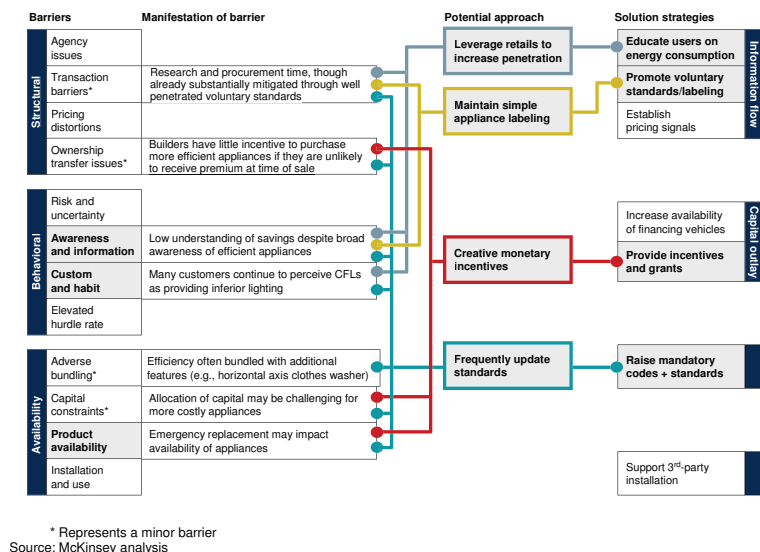 Barriers
Manifestation of barrier
Potential approach
Solution strategies
Structural
Agency
issues
Transaction
barriers*
Research and procurement time, though
already substantially mitigated through well
penetrated voluntary standards
Pricing
distortions
Ownership
transfer issues*
Builders have little incentive to purchase
more efficient appliances if they are unlikely
to receive premium at time of sale
Behavioral
Risk and
uncertainty
Awareness
and information
Low understanding of savings despite broad
awareness of efficient appliances
Custom
and habit
Many customers continue to perceive CFLs
as providing inferior lighting
Elevated
hurdle rate
Availability
Adverse
bundling*
Efficiency often bundled with additional
features (e.g., horizontal axis clothes washer)
Capital
constraints*
Allocation of capital may be challenging for
more costly appliances
Product
availability
Emergency replacement may impact
availability of appliances
Installation
and use
Leverage retails to
increase penetration
Maintain simple
appliance labeling
Creative monetary
incentives
Frequently update
standards
Educate users on
energy consumption
Promote voluntary
standards/labeling
Establish
pricing signals
Information flow
Increase availability
of financing vehicles
Provide incentives
and grants
Capital outlay
Raise mandatory
codes + standards
Support 3rd-party
installation
* Represents a minor barrier
Source: McKinsey analysis